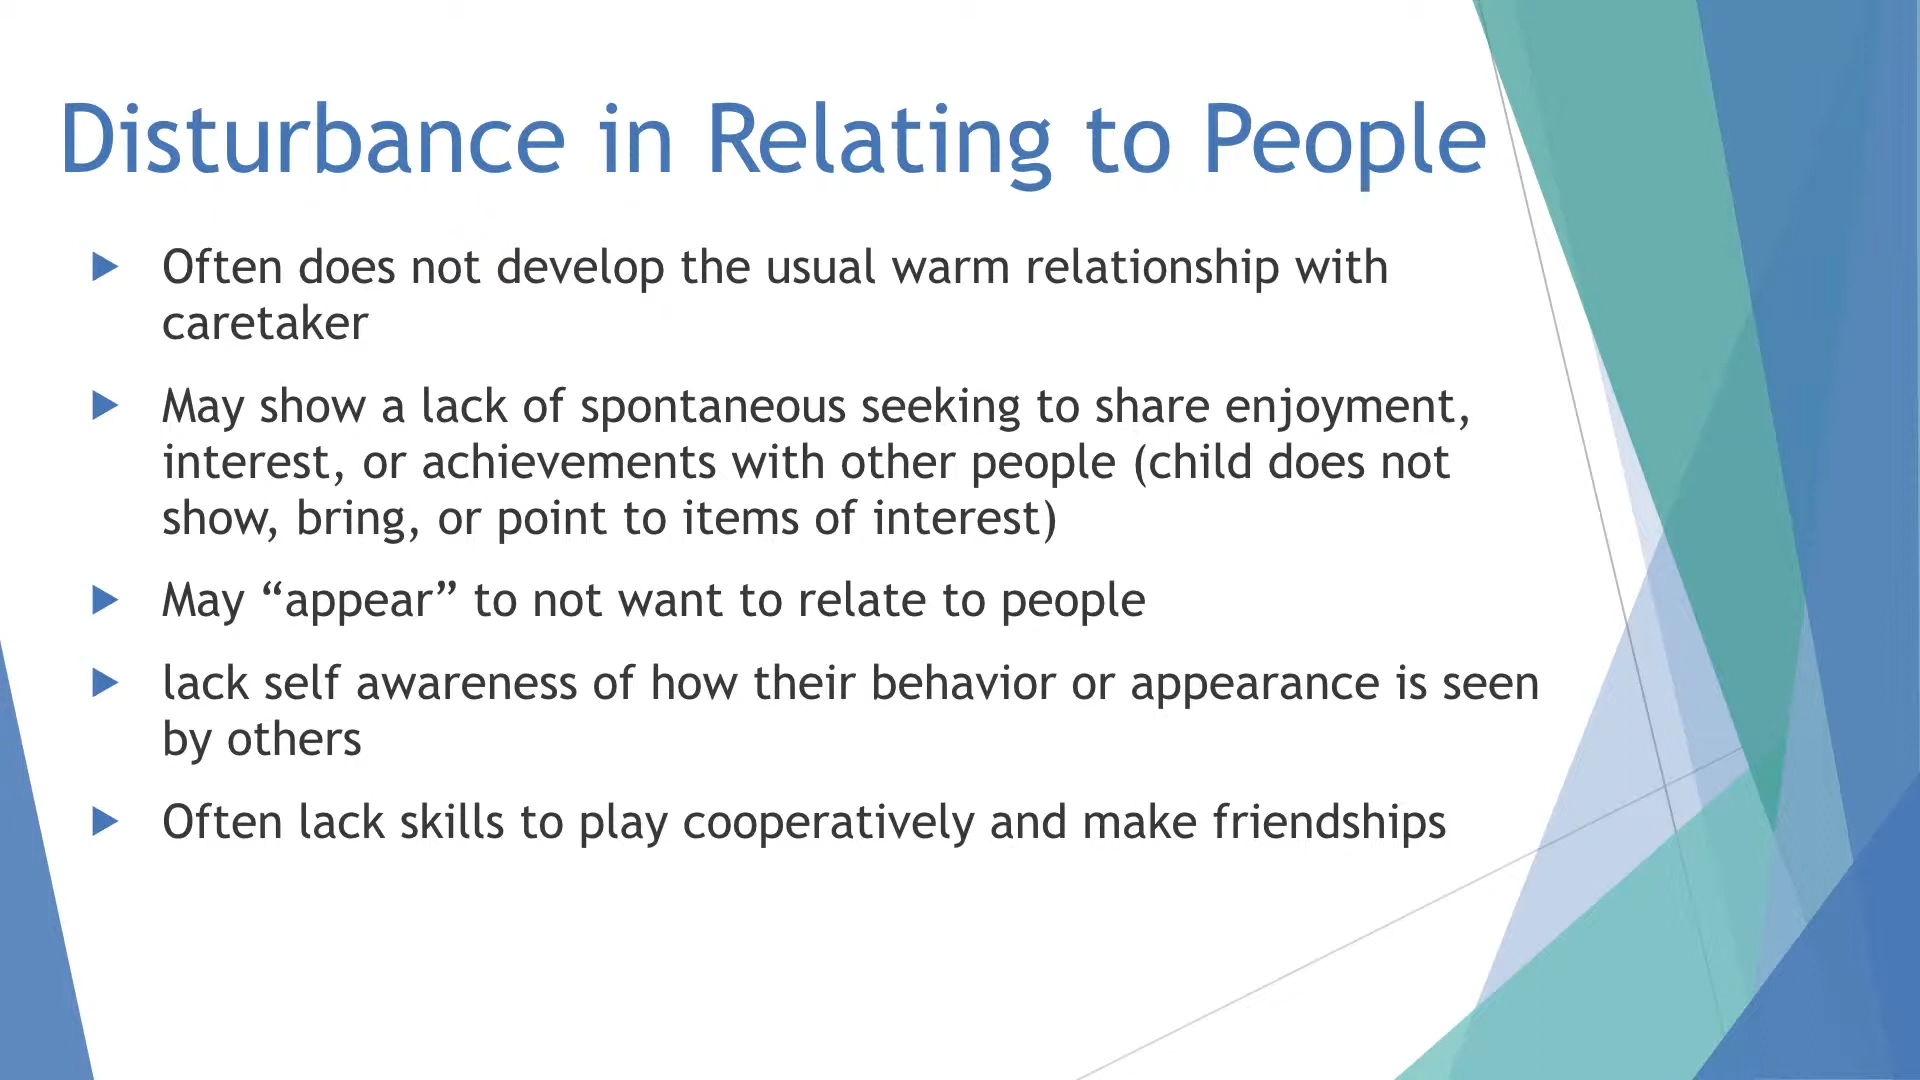 Disturbance in Relating to People
Often does not develop the usual warm relationship with
caretaker
May show a lack of spontaneous seeking to share enjoyment,
interest, or achievements with other people (child does not
show, bring, or point to items of interest)
May “appear” to not want to relate to people
lack self awareness of how their behavior or appearance is seen
by others
Often lack skills to play cooperatively and make friendships